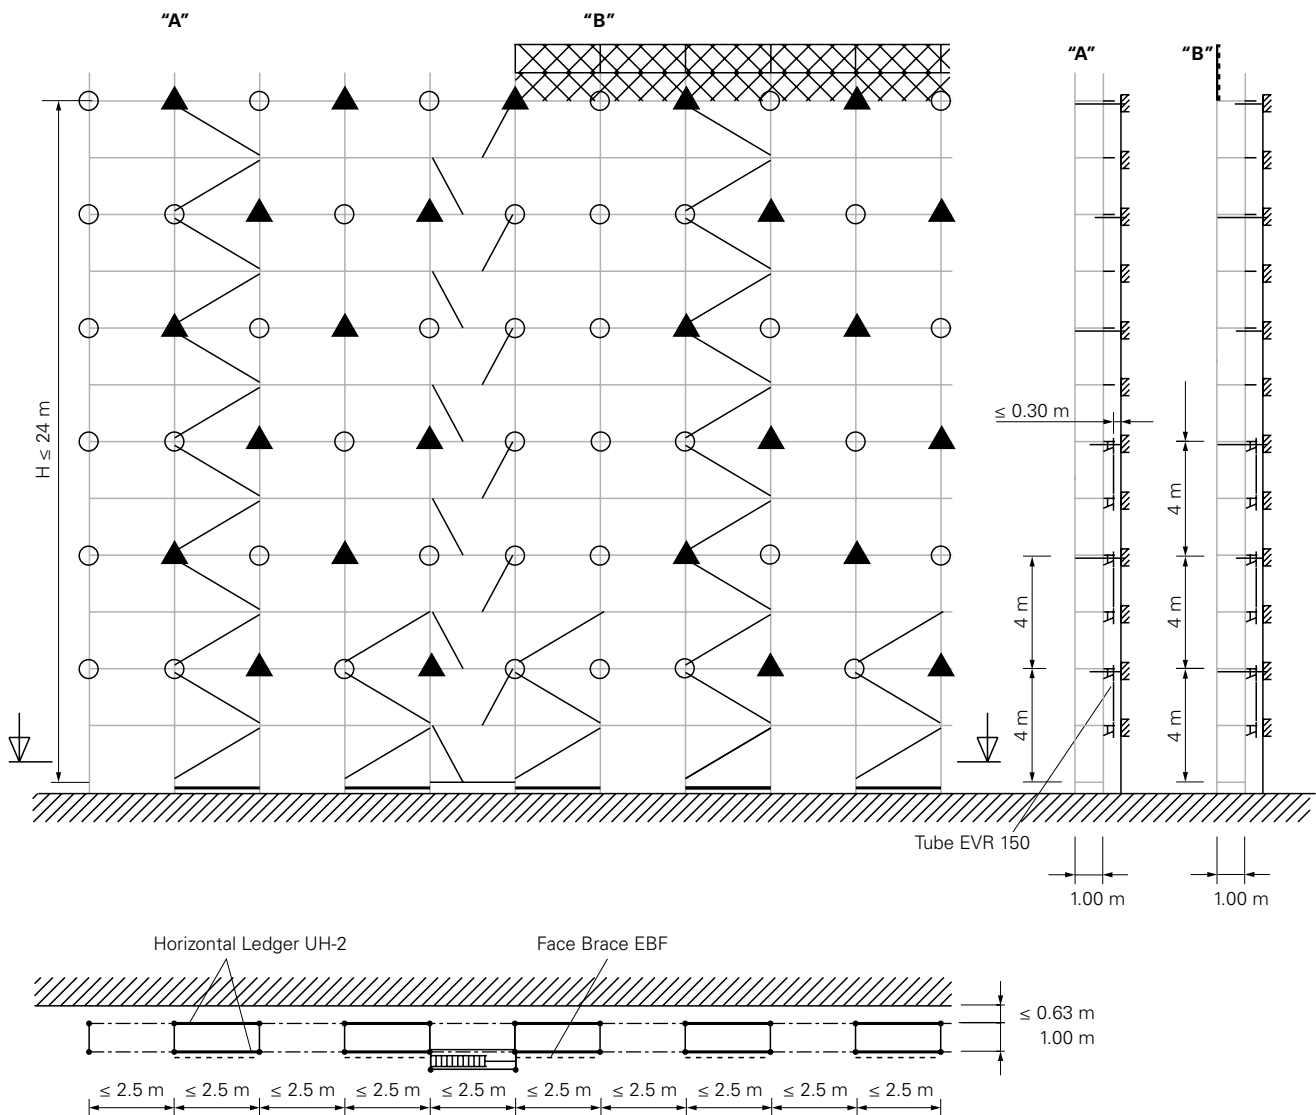 “A”
“B”
“A”
“B”
≤ 0.30 m
H ≤ 24 m
4 m
4 m
4 m
4 m
4 m
Tube EVR 150
1.00 m
1.00 m
Horizontal Ledger UH-2
Face Brace EBF
≤ 0.63 m
1.00 m
≤ 2.5 m ≤ 2.5 m ≤ 2.5 m ≤ 2.5 m ≤ 2.5 m ≤ 2.5 m ≤ 2.5 m ≤ 2.5 m ≤ 2.5 m ≤ 2.5 m